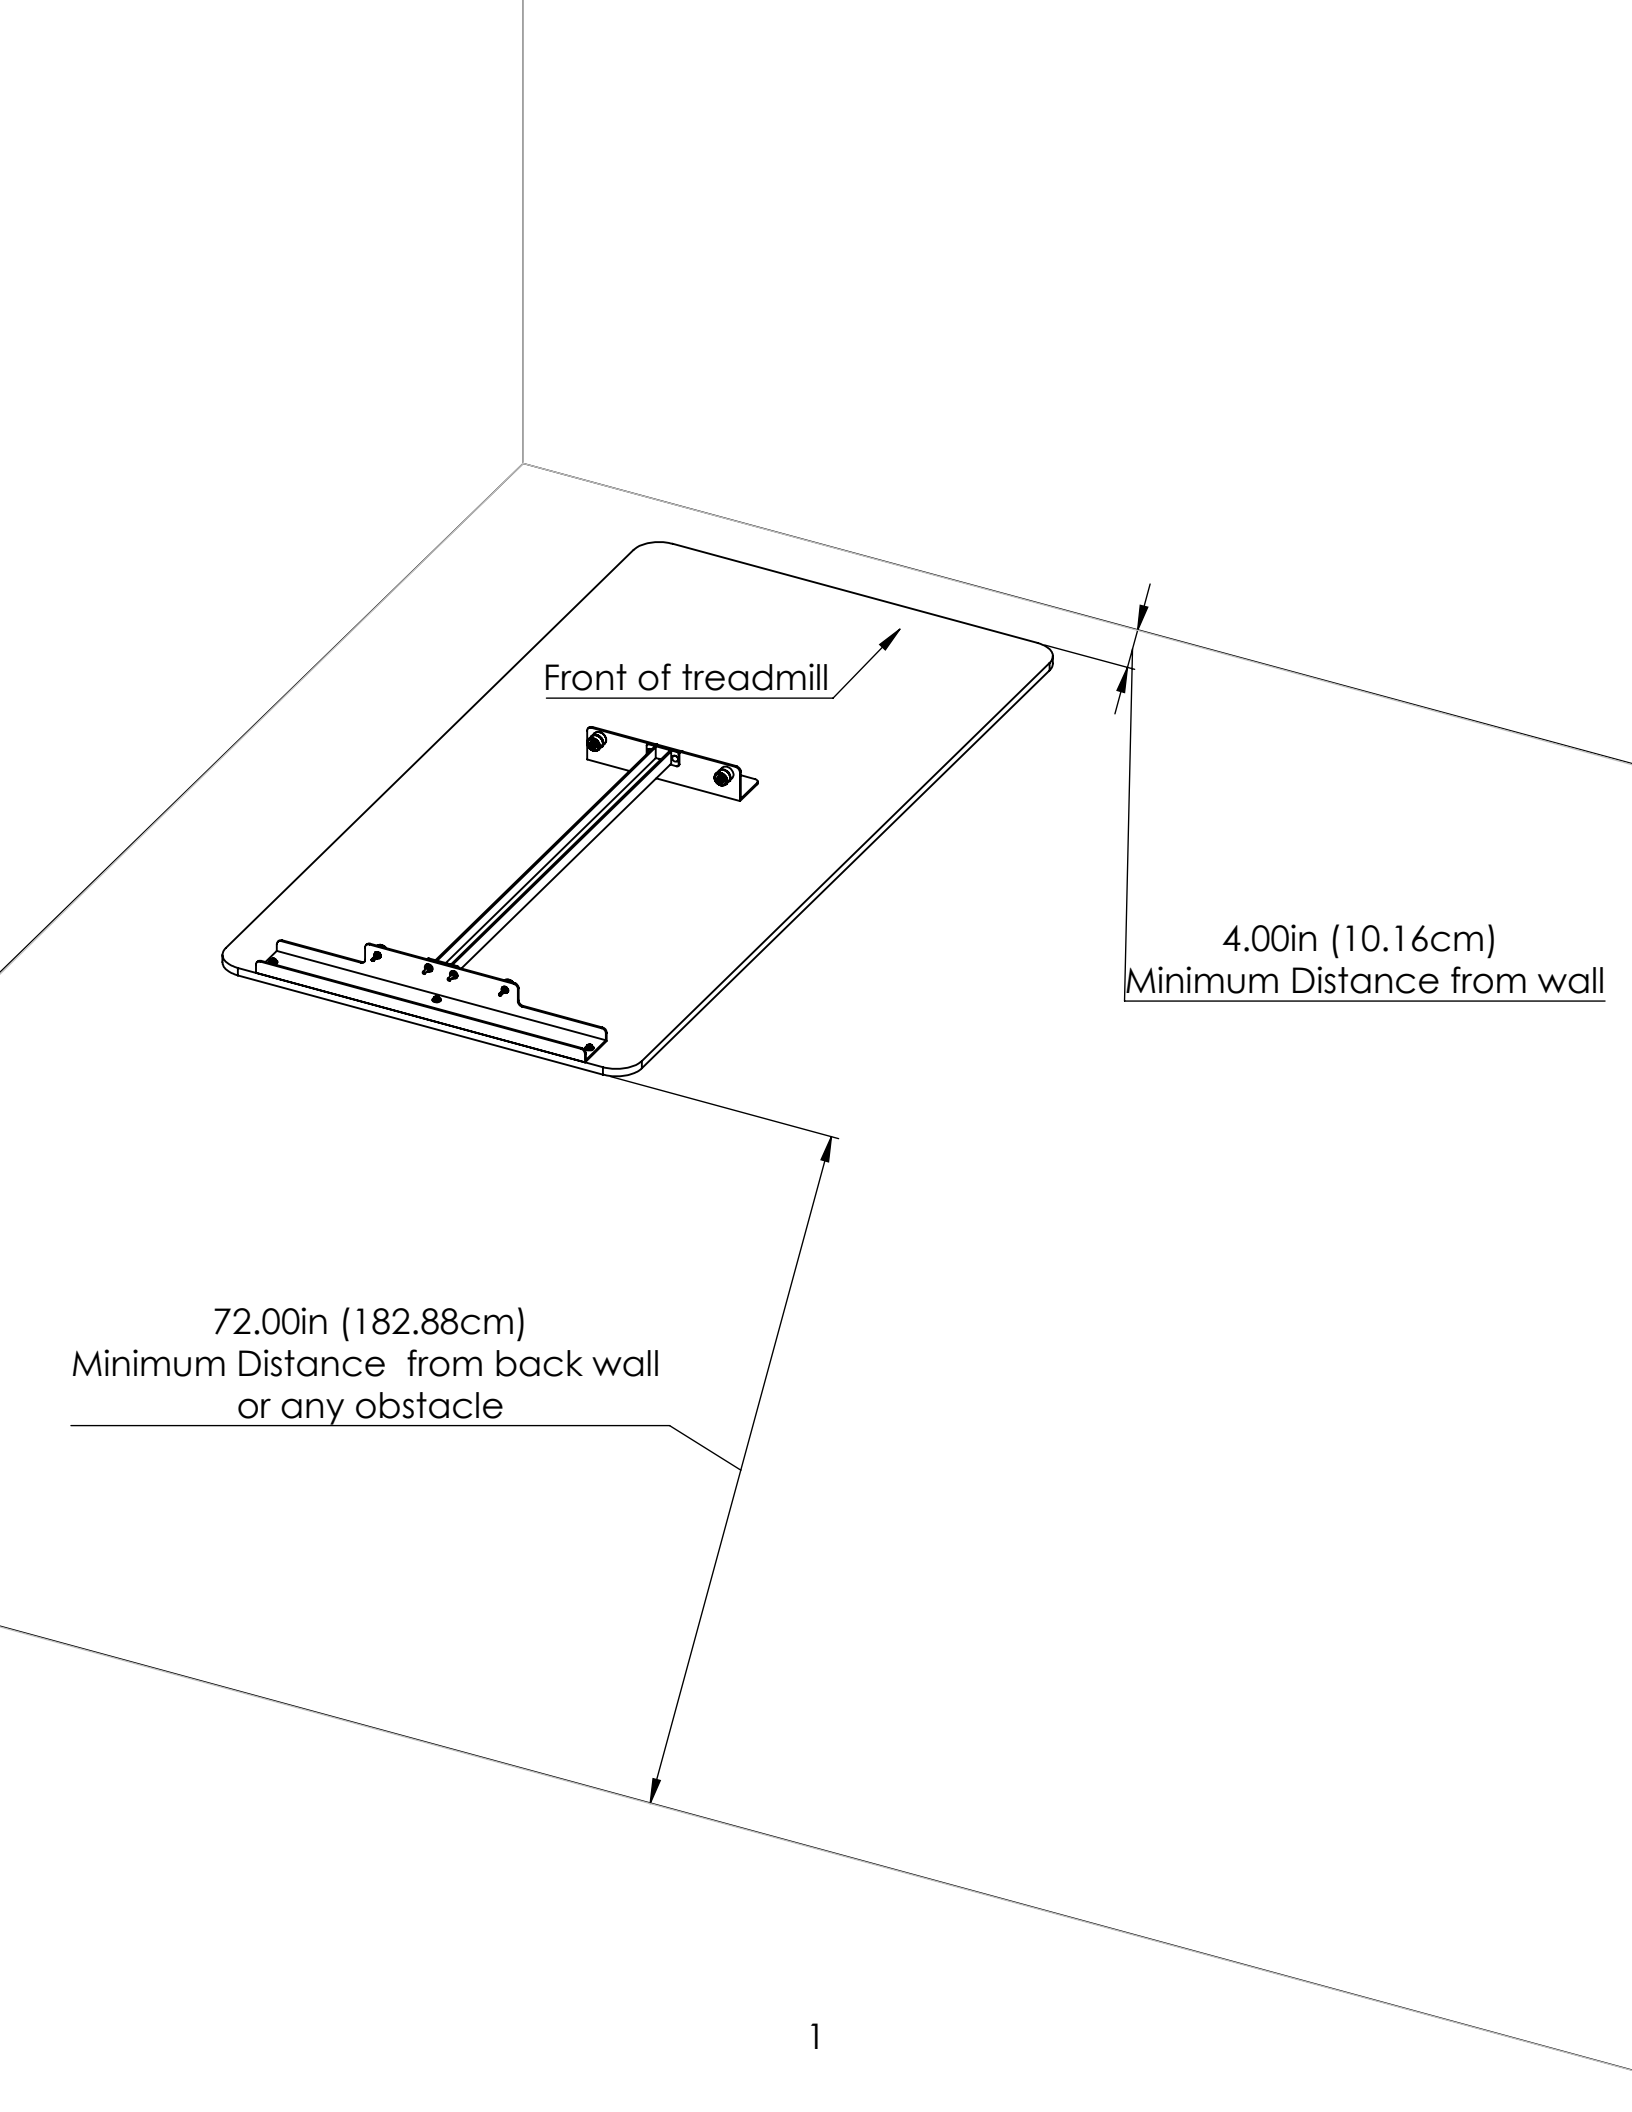 Front of treadmill
4.00in (10.16cm)
Minimum Distance from wall
72.00in (182.88cm)
Minimum Distance  from back wall
or any obstacle
1